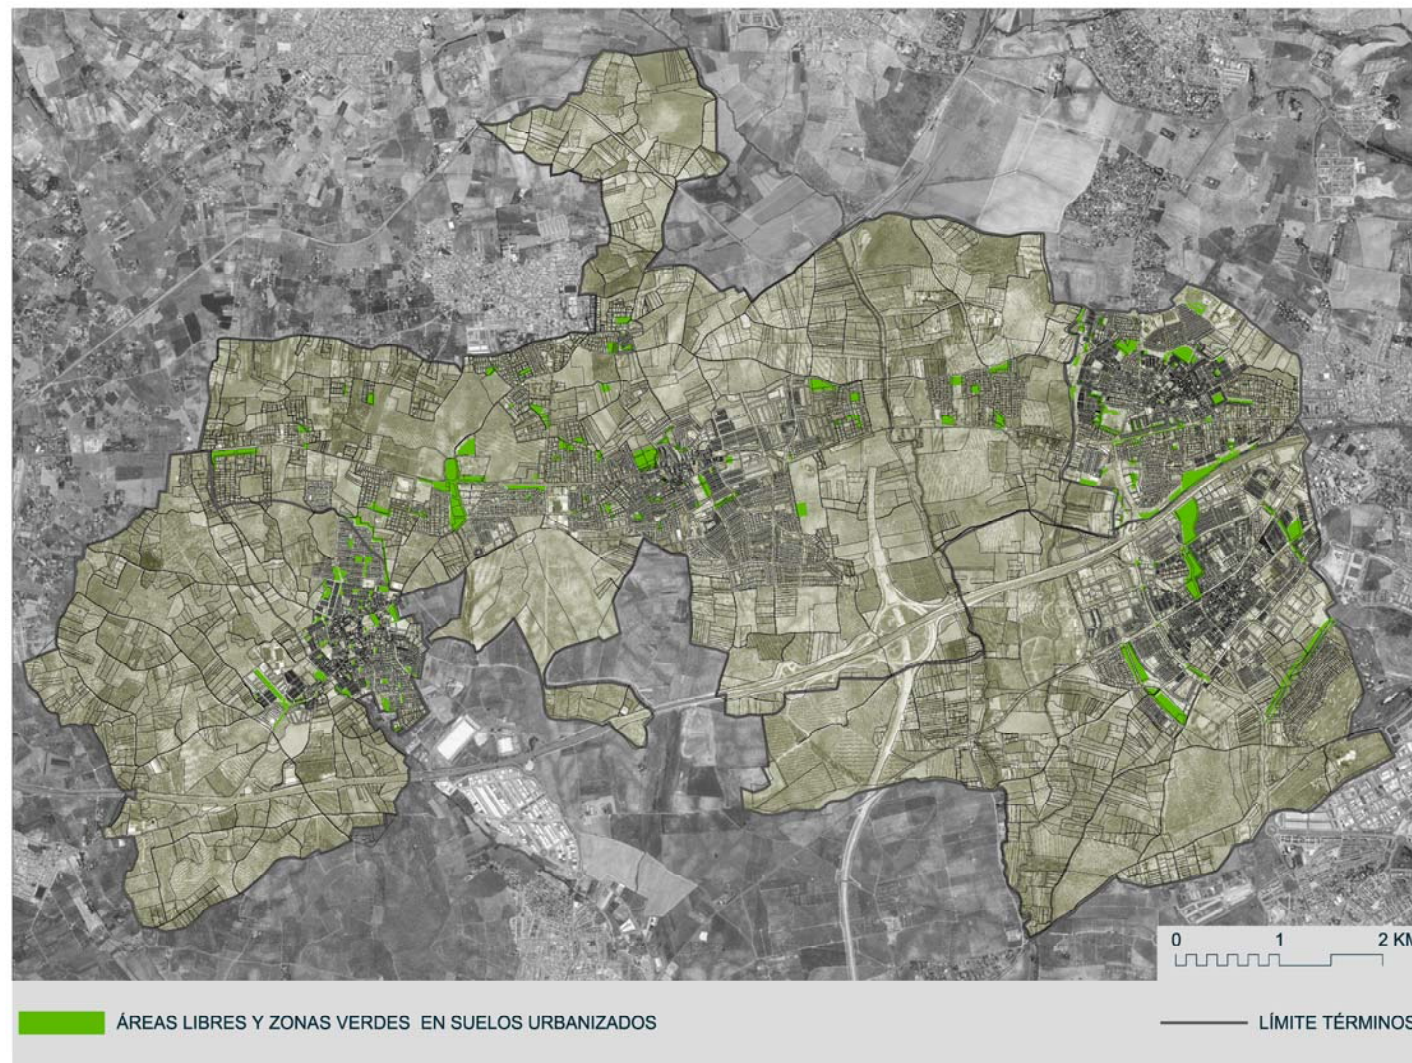 0 1 2 KM
ÁREAS LIBRES Y ZONAS VERDES EN SUELOS URBANIZADOS
LÍMITE TÉRMINOS